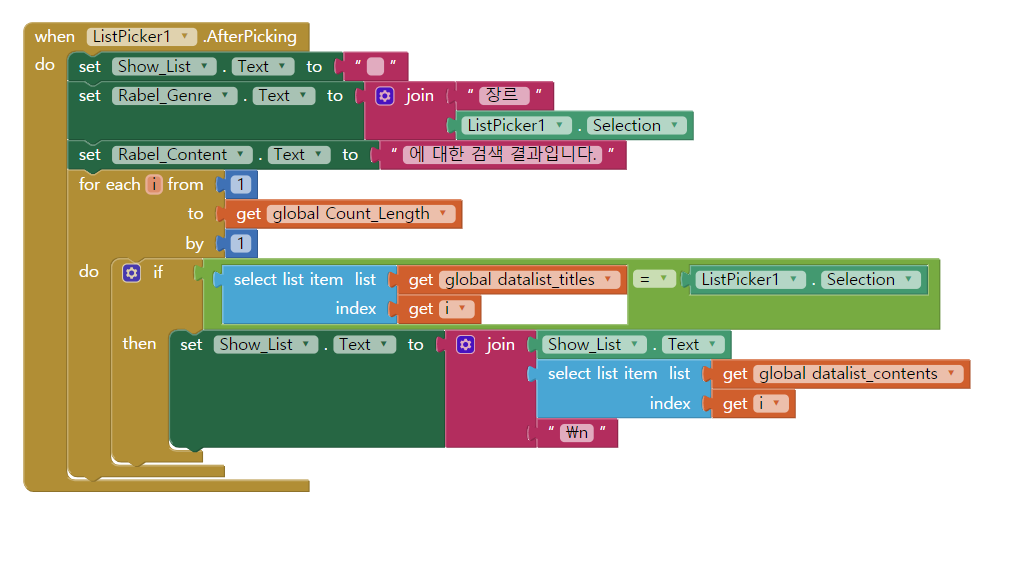 when ListPicker1 .AfterPicking
do set Show_List . Text to " "
set Rabel_Genre . Text to join " 장르 "
ListPicker1 . Selection
set Rabel_Content . Text to " 에 대한 검색 결과입니다. "
for each i from 1
to get global Count_Length
by 1
do if select list item list get global datalist_titles = ListPicker1 . Selection
index get i
then set Show_List . Text to join Show_List . Text
select list item list get global datalist_contents
index get i
" ₩n "